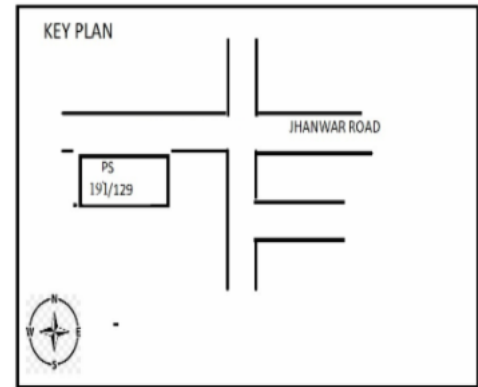 KEY PLAN
JHANWAR ROAD
PS
191/129
N
W E
S